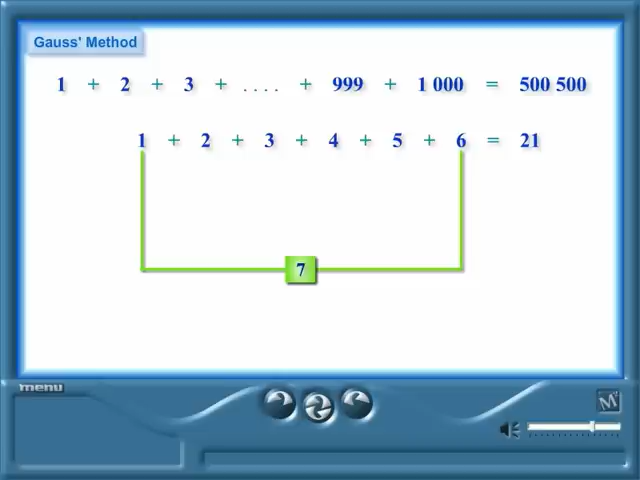 Gauss' Method
1 + 2 + 3 + .... + 999 + 1 000 = 500 500
1 + 2 + 3 + 4 + 5 + 6 = 21
7
menu
M